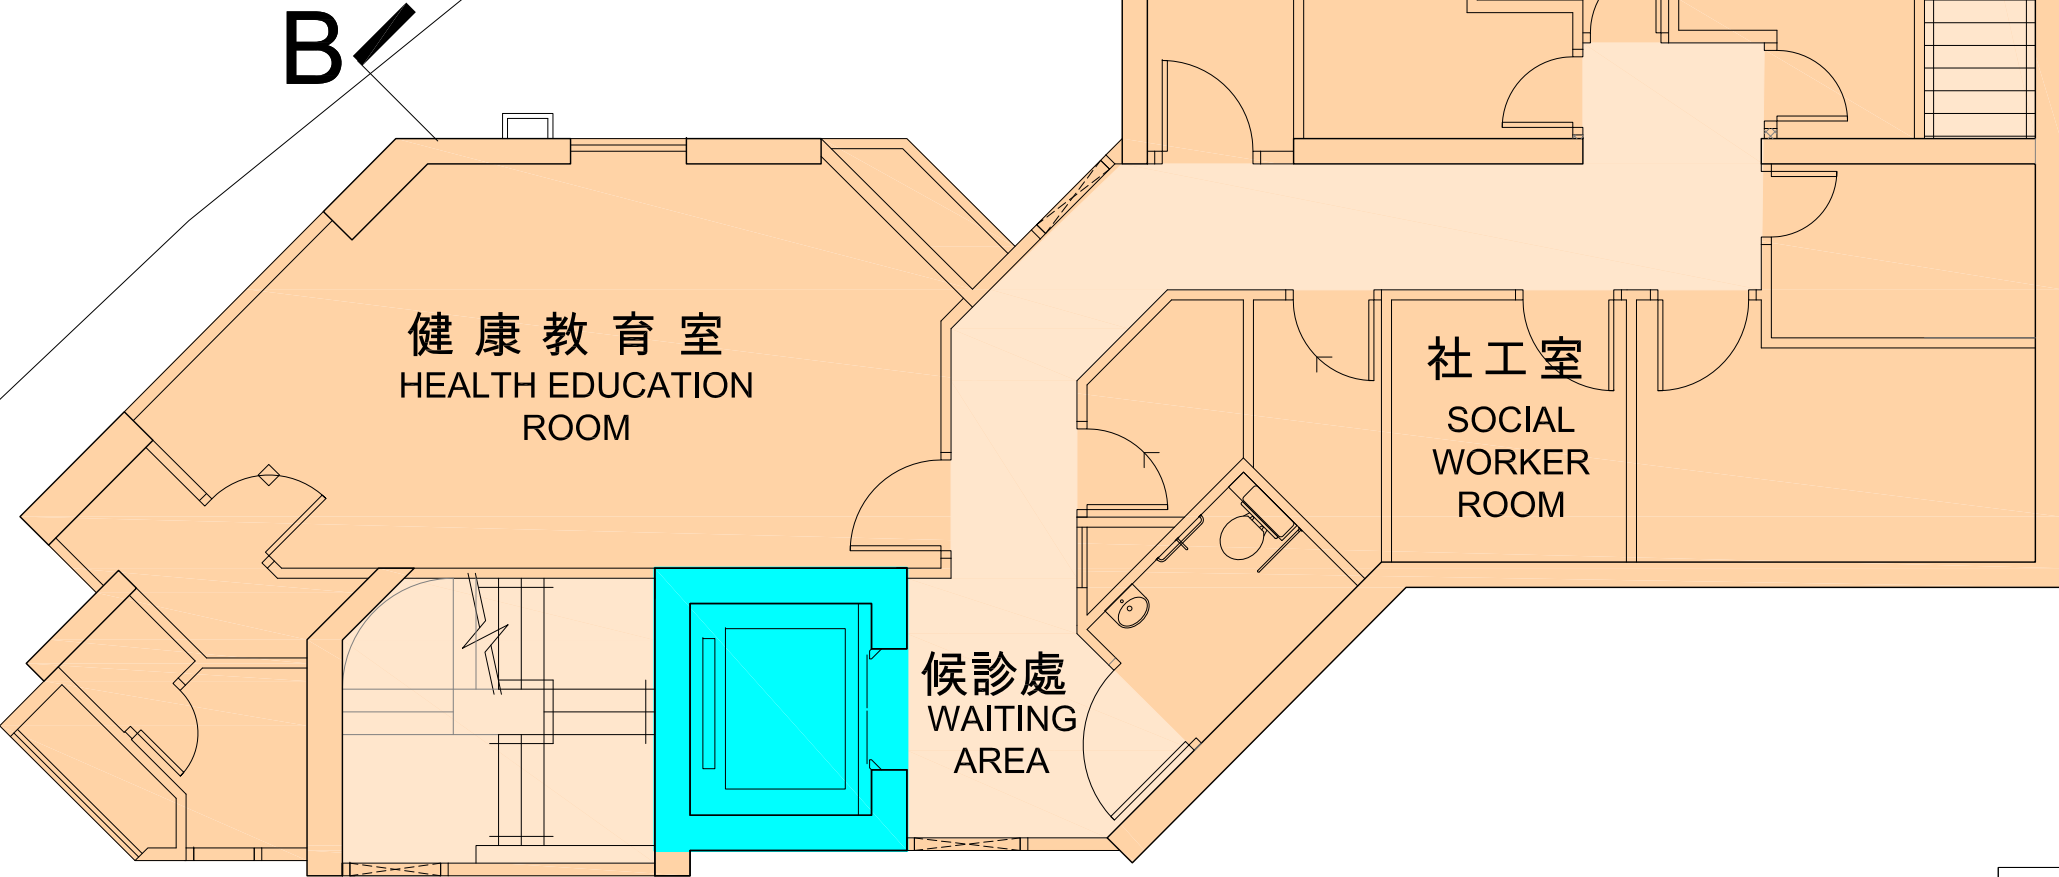 B
健康教育室
HEALTH EDUCATION
ROOM
社工室
SOCIAL
WORKER
ROOM
候診處
WAITING
AREA